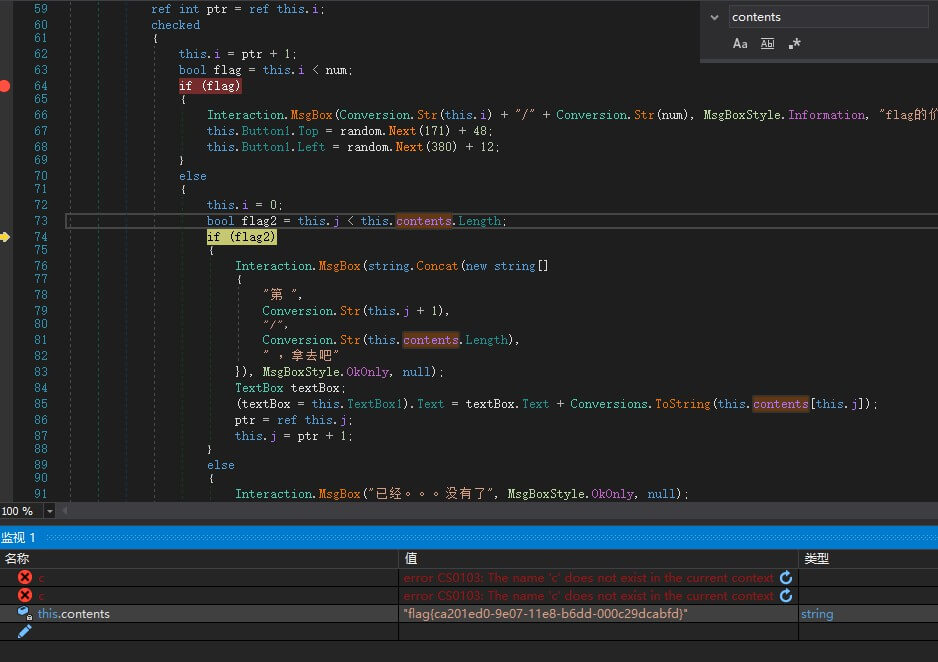 contents
Aa Ab .*
59 ref int ptr = ref this.i;
60 checked
61 {
62 this.i = ptr + 1;
63 bool flag = this.i < num;
64 if (flag)
65 {
66 Interaction.MsgBox(Conversion.Str(this.i) + "/" + Conversion.Str(num), MsgBoxStyle.Information, "flag的价
67 this.Button1.Top = random.Next(171) + 48;
68 this.Button1.Left = random.Next(380) + 12;
69 }
70 else
71 {
72 this.i = 0;
73 bool flag2 = this.j < this.contents.Length;
74 if (flag2)
75 {
76 Interaction.MsgBox(string.Concat(new string[]
77 {
78 "第 ",
79 Conversion.Str(this.j + 1),
80 "/",
81 Conversion.Str(this.contents.Length),
82 " ，拿去吧"
83 }), MsgBoxStyle.OkOnly, null);
84 TextBox textBox;
85 (textBox = this.TextBox1).Text = textBox.Text + Conversions.ToString(this.contents[this.j]);
86 ptr = ref this.j;
87 this.j = ptr + 1;
88 }
89 else
90 {
91 Interaction.MsgBox("已经。。。没有了", MsgBoxStyle.OkOnly, null);
100 %
监视 1
名称 值 类型
c error CS0103: The name 'c' does not exist in the current context
c error CS0103: The name 'c' does not exist in the current context
this.contents "flag{ca201ed0-9e07-11e8-b6dd-000c29dcabfd}" string